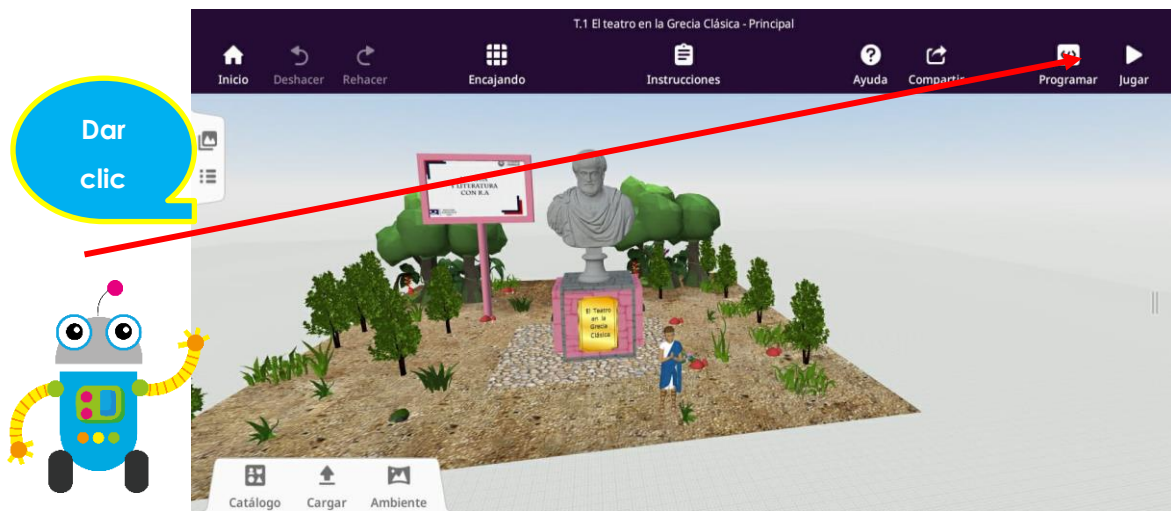 T.1 El teatro en la Grecia Clásica - Principal
Inicio
Deshacer
Rehacer
Encajando
Instrucciones
Ayuda
Compartir
Programar
Jugar
Dar
clic
Y LITERATURA
CON R.A
El Teatro
en la
Grecia
Clásica
Catálogo
Cargar
Ambiente